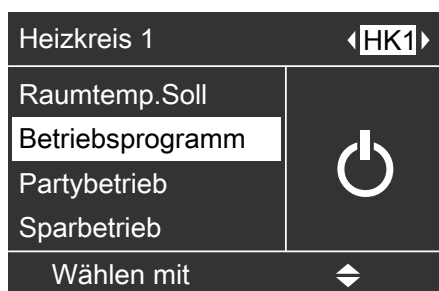 Heizkreis 1 HK1
Raumtemp.Soll
Betriebsprogramm
Partybetrieb
Sparbetrieb
Wählen mit